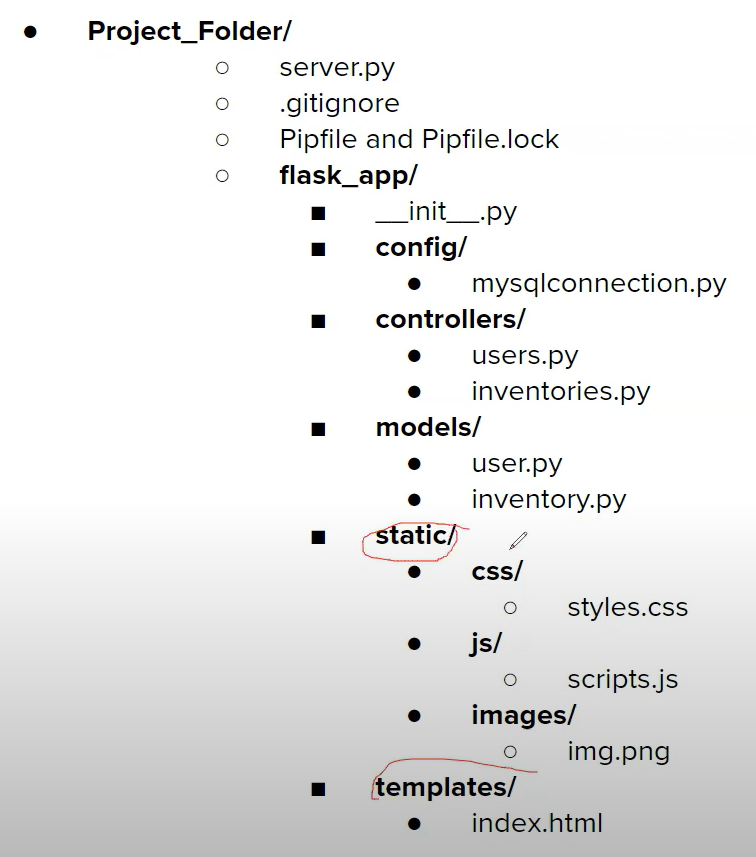 Project_Folder/
server.py
.gitignore
Pipfile and Pipfile.lock
flask_app/
__init__.py
config/
mysqlconnection.py
controllers/
users.py
inventories.py
models/
user.py
inventory.py
static/
css/
styles.css
js/
scripts.js
images/
img.png
templates/
index.html